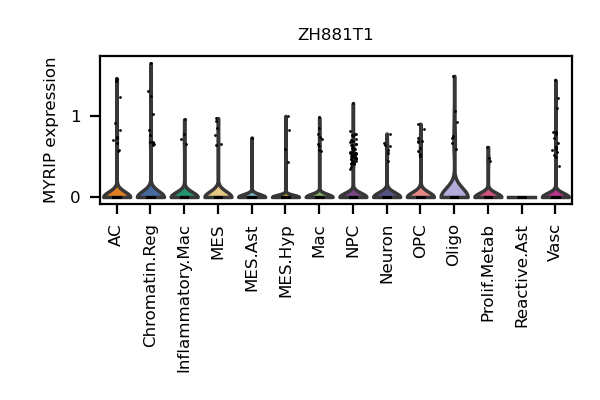 ZH881T1
MYRIP expression
1
0
AC
Chromatin.Reg
Inflammatory.Mac
MES
MES.Ast
MES.Hyp
Mac
NPC
Neuron
OPC
Oligo
Prolif.Metab
Reactive.Ast
Vasc